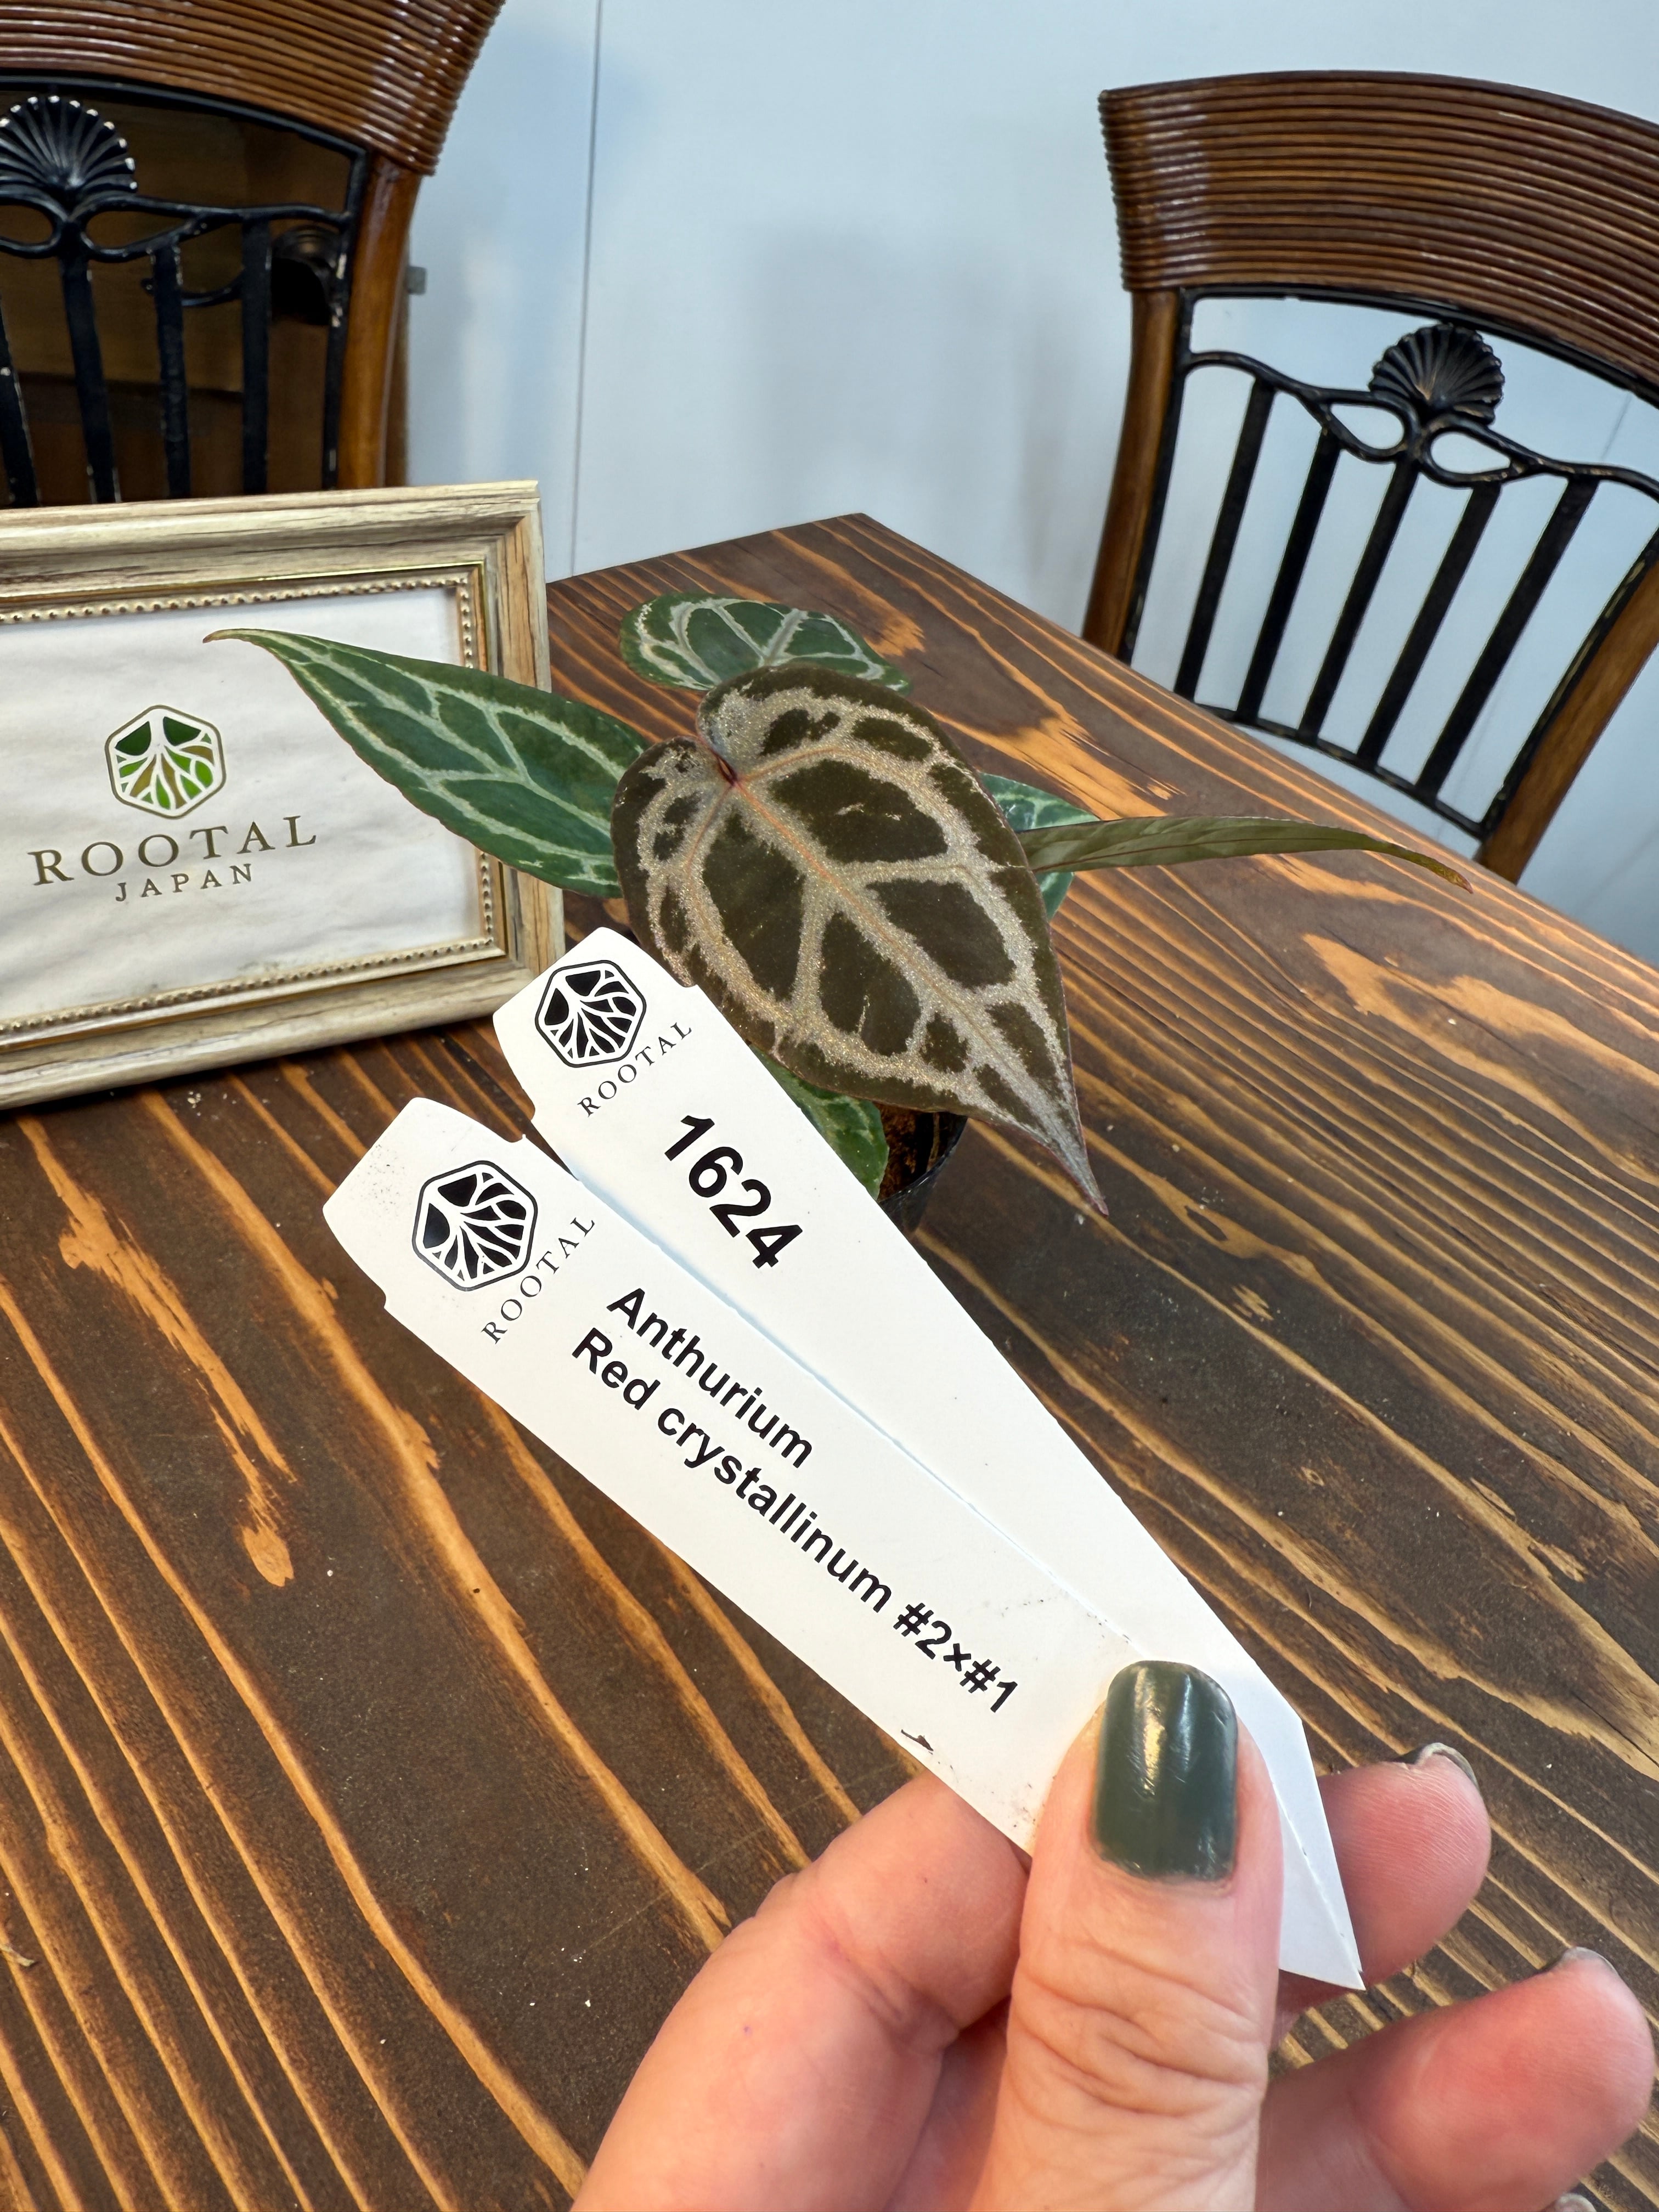 ROOTAL
JAPAN
ROOTAL
1624
ROOTAL
Anthurium
Red crystallinum #2×#1